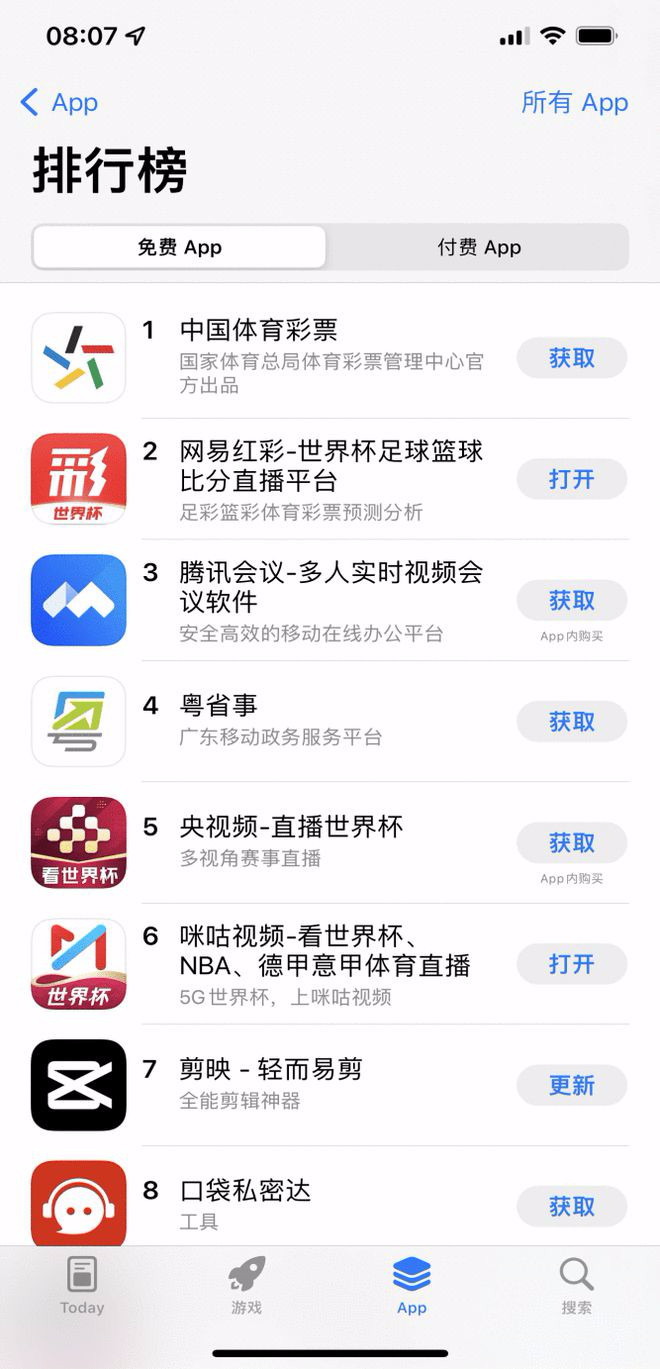 08:07
App
所有 App
排行榜
免费 App
付费 App
1
中国体育彩票
国家体育总局体育彩票管理中心官
方出品
获取
彩
世界杯
2
网易红彩-世界杯足球篮球
比分直播平台
足彩篮彩体育彩票预测分析
打开
3
腾讯会议-多人实时视频会
议软件
安全高效的移动在线办公平台
获取
App内购买
4
粤省事
广东移动政务服务平台
获取
看世界杯
5
央视频-直播世界杯
多视角赛事直播
获取
App内购买
世界杯
6
咪咕视频-看世界杯、
NBA、德甲意甲体育直播
5G世界杯，上咪咕视频
打开
7
剪映 - 轻而易剪
全能剪辑神器
更新
8
口袋私密达
工具
获取
Today
游戏
App
搜索